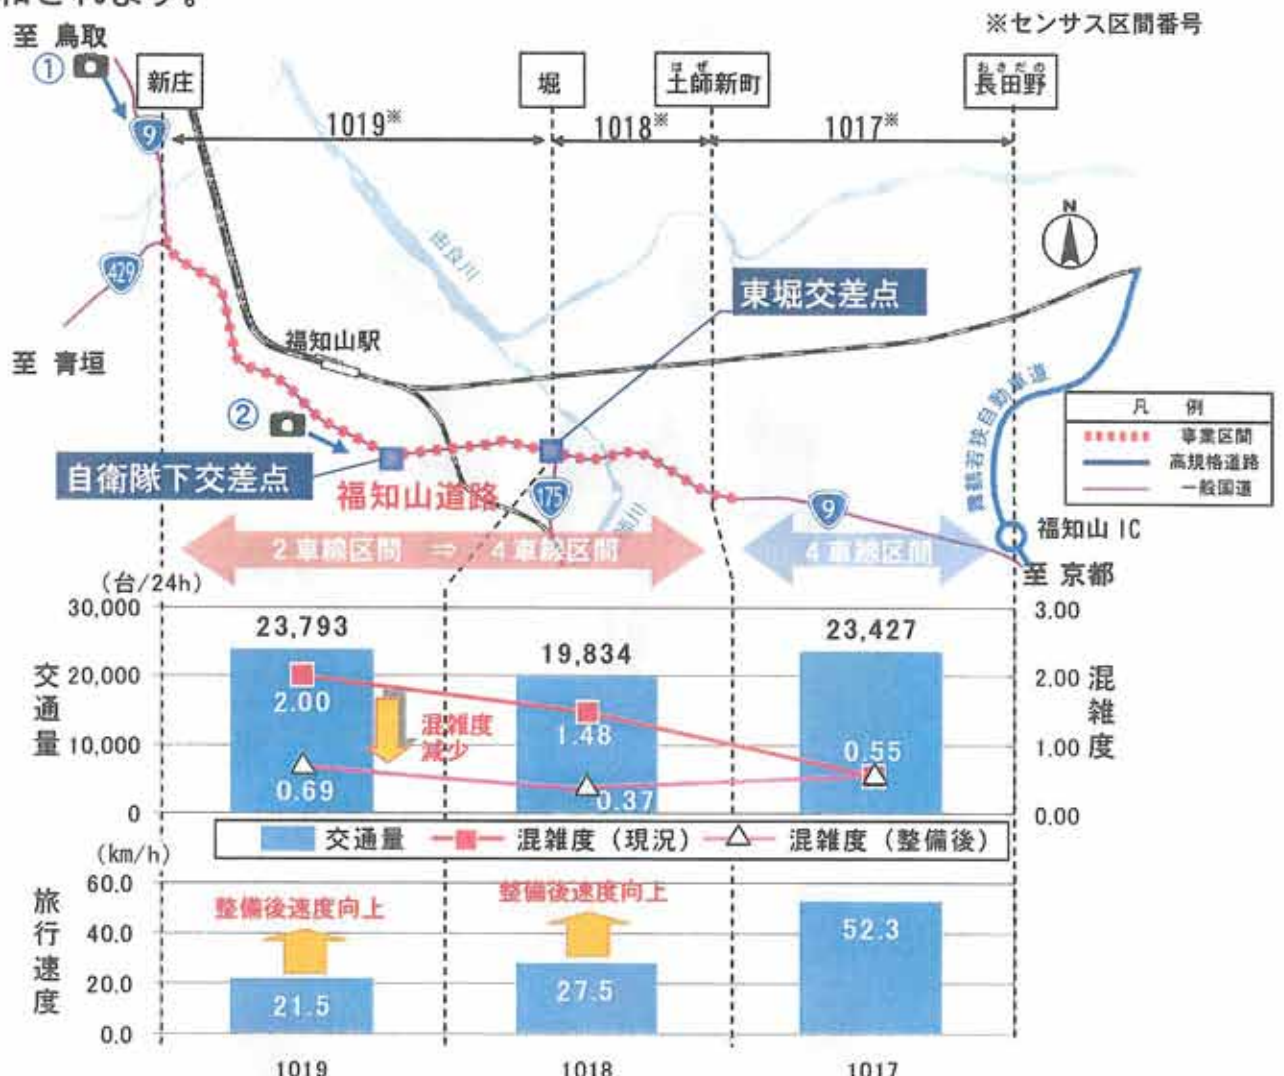 至 鳥取
※センサス区間番号
①
新庄
堀
はぜ
土師新町
おさだの
長田野
9
1019※
1018※
1017※
N
429
由良川
東堀交差点
福知山駅
至 青垣
②
舞鶴若狭自動車道
凡 例
事業区間
高規格道路
一般国道
自衛隊下交差点
福知山道路
175
9
福知山 IC
2車線区間 ⇒ 4車線区間
4車線区間
至 京都
(台/24h)
30,000
20,000
10,000
0
交通量
23,793
19,834
23,427
3.00
2.00
1.00
0.00
混雑度
2.00
1.48
0.55
混雑度
減少
0.69
0.37
交通量
混雑度(現況)
混雑度(整備後)
(km/h)
60.0
40.0
20.0
0.0
旅行速度
整備後速度向上
整備後速度向上
21.5
27.5
52.3
1019
1018
1017